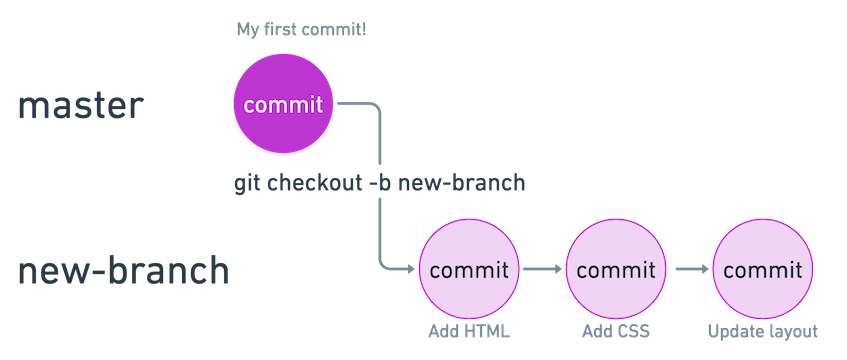 My first commit!
master
commit
git checkout -b new-branch
new-branch
commit
commit
commit
Add HTML
Add CSS
Update layout